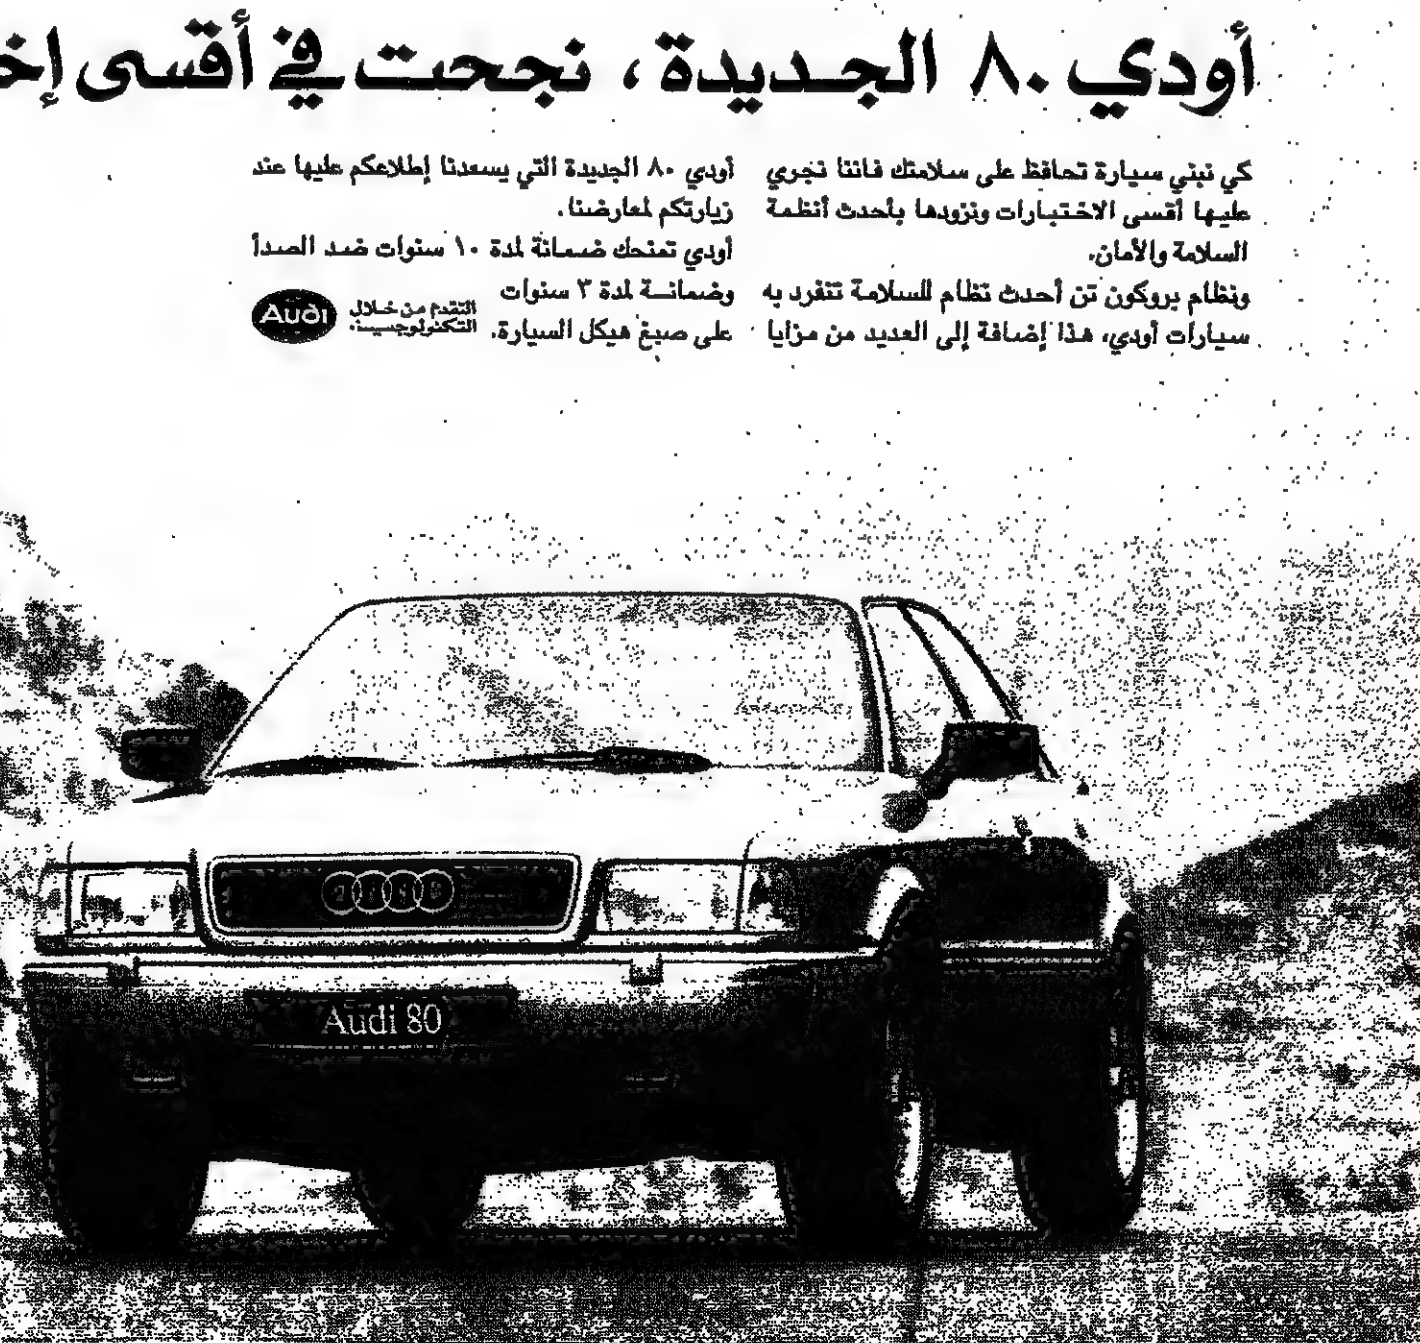 أودي ٨٠ الجديدة، نجحت في أقسى إخ
كي نبني سيارة تحافظ على سلامتك فاننا نجري
عليها أقسى الاختبارات ونزودها بأحدث أنظمة
السلامة والأمان.
ونظام بروكون تن أحدث نظام للسلامة تنفرد به
سيارات أودي، هذا إضافة إلى العديد من مزايا
أودي ٨٠ الجديدة التي يسعدنا إطلاعكم عليها عند
زيارتكم لمعارضنا.
أودي تمنحك ضمانة لمدة ١٠ سنوات ضد الصدأ
وضمانة لمدة ٣ سنوات
على صبغ هيكل السيارة.
التقدم من خلال
التكنولوجيا.
Audi
Audi 80